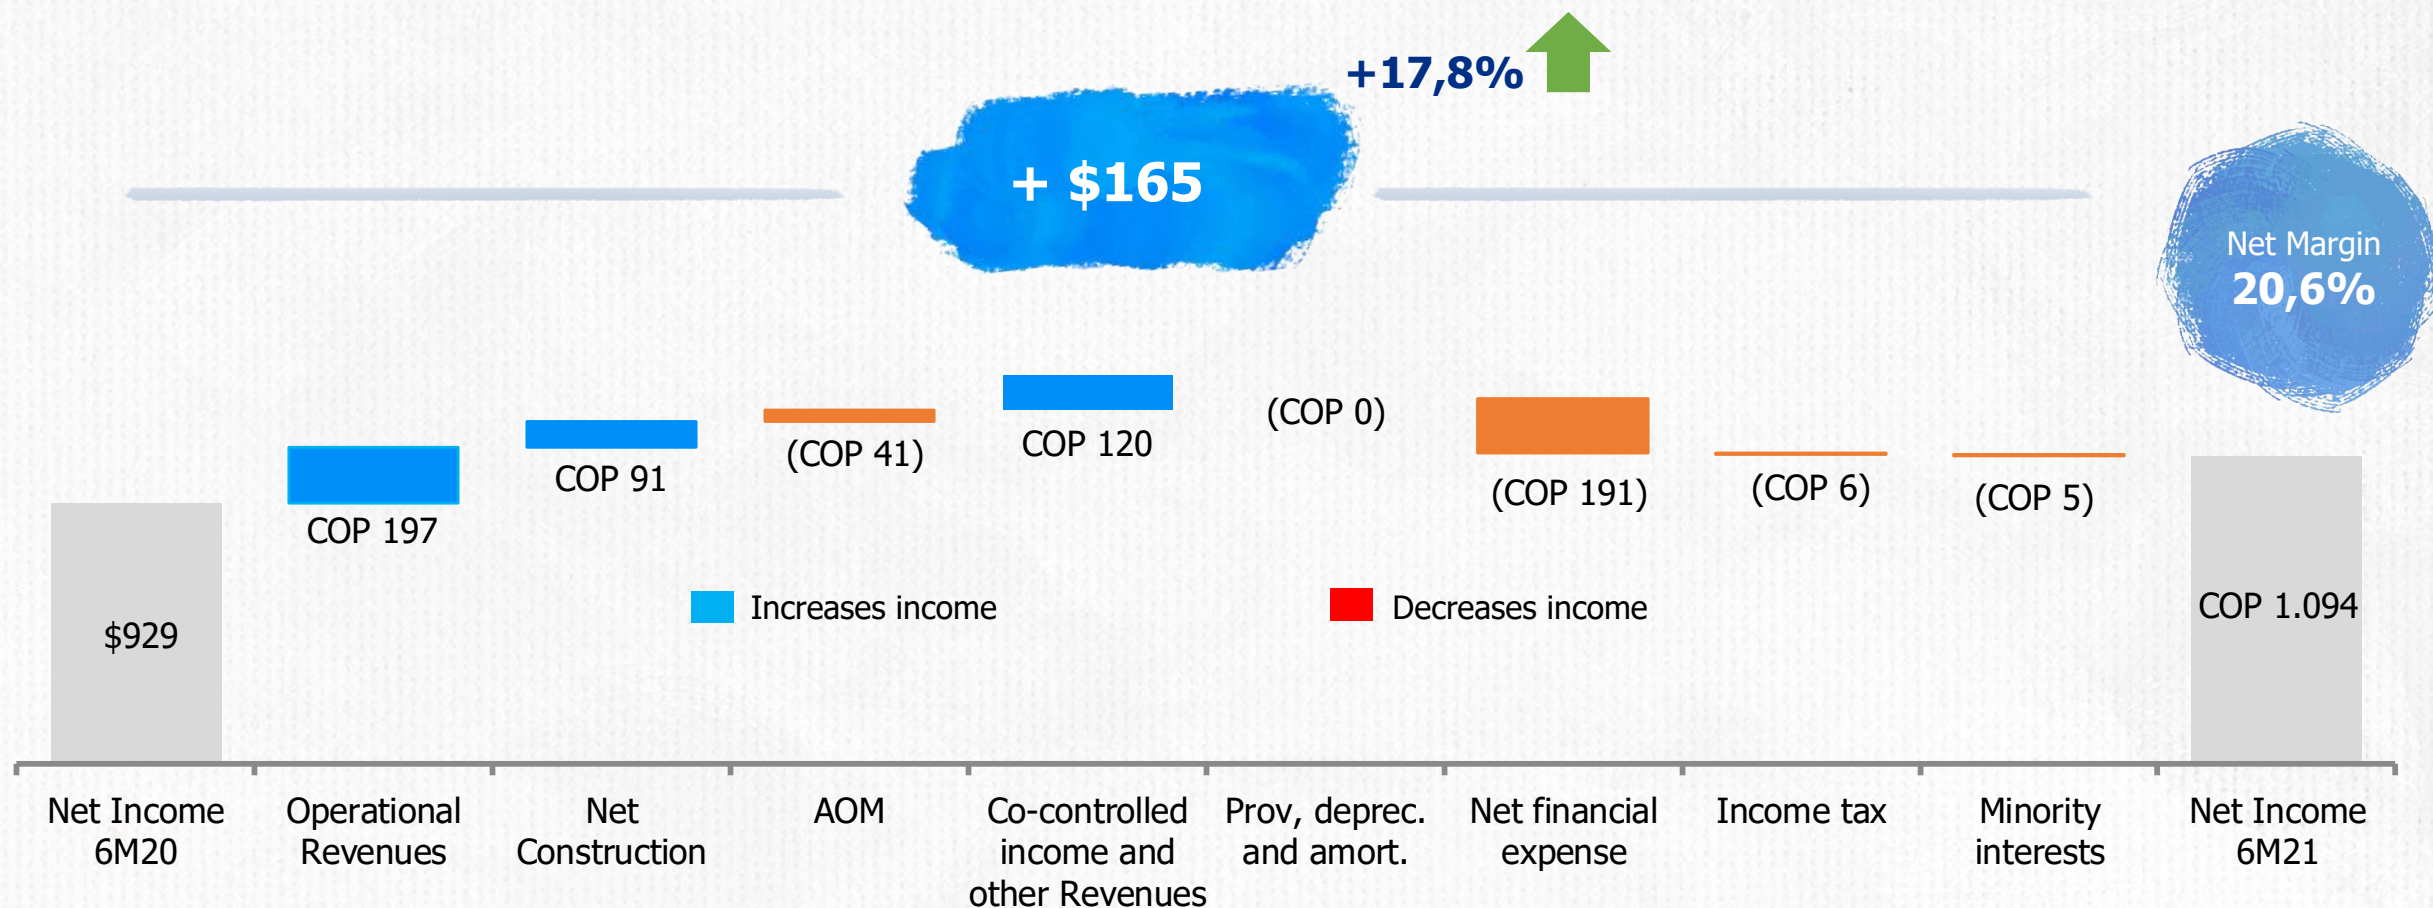 +17,8%
+ $165
Net Margin
20,6%
$929
COP 197
COP 91
(COP 41)
COP 120
(COP 0)
(COP 191)
(COP 6)
(COP 5)
COP 1.094
Increases income
Decreases income
Net Income
6M20
Operational
Revenues
Net
Construction
AOM
Co-controlled
income and
other Revenues
Prov, deprec.
and amort.
Net financial
expense
Income tax
Minority
interests
Net Income
6M21